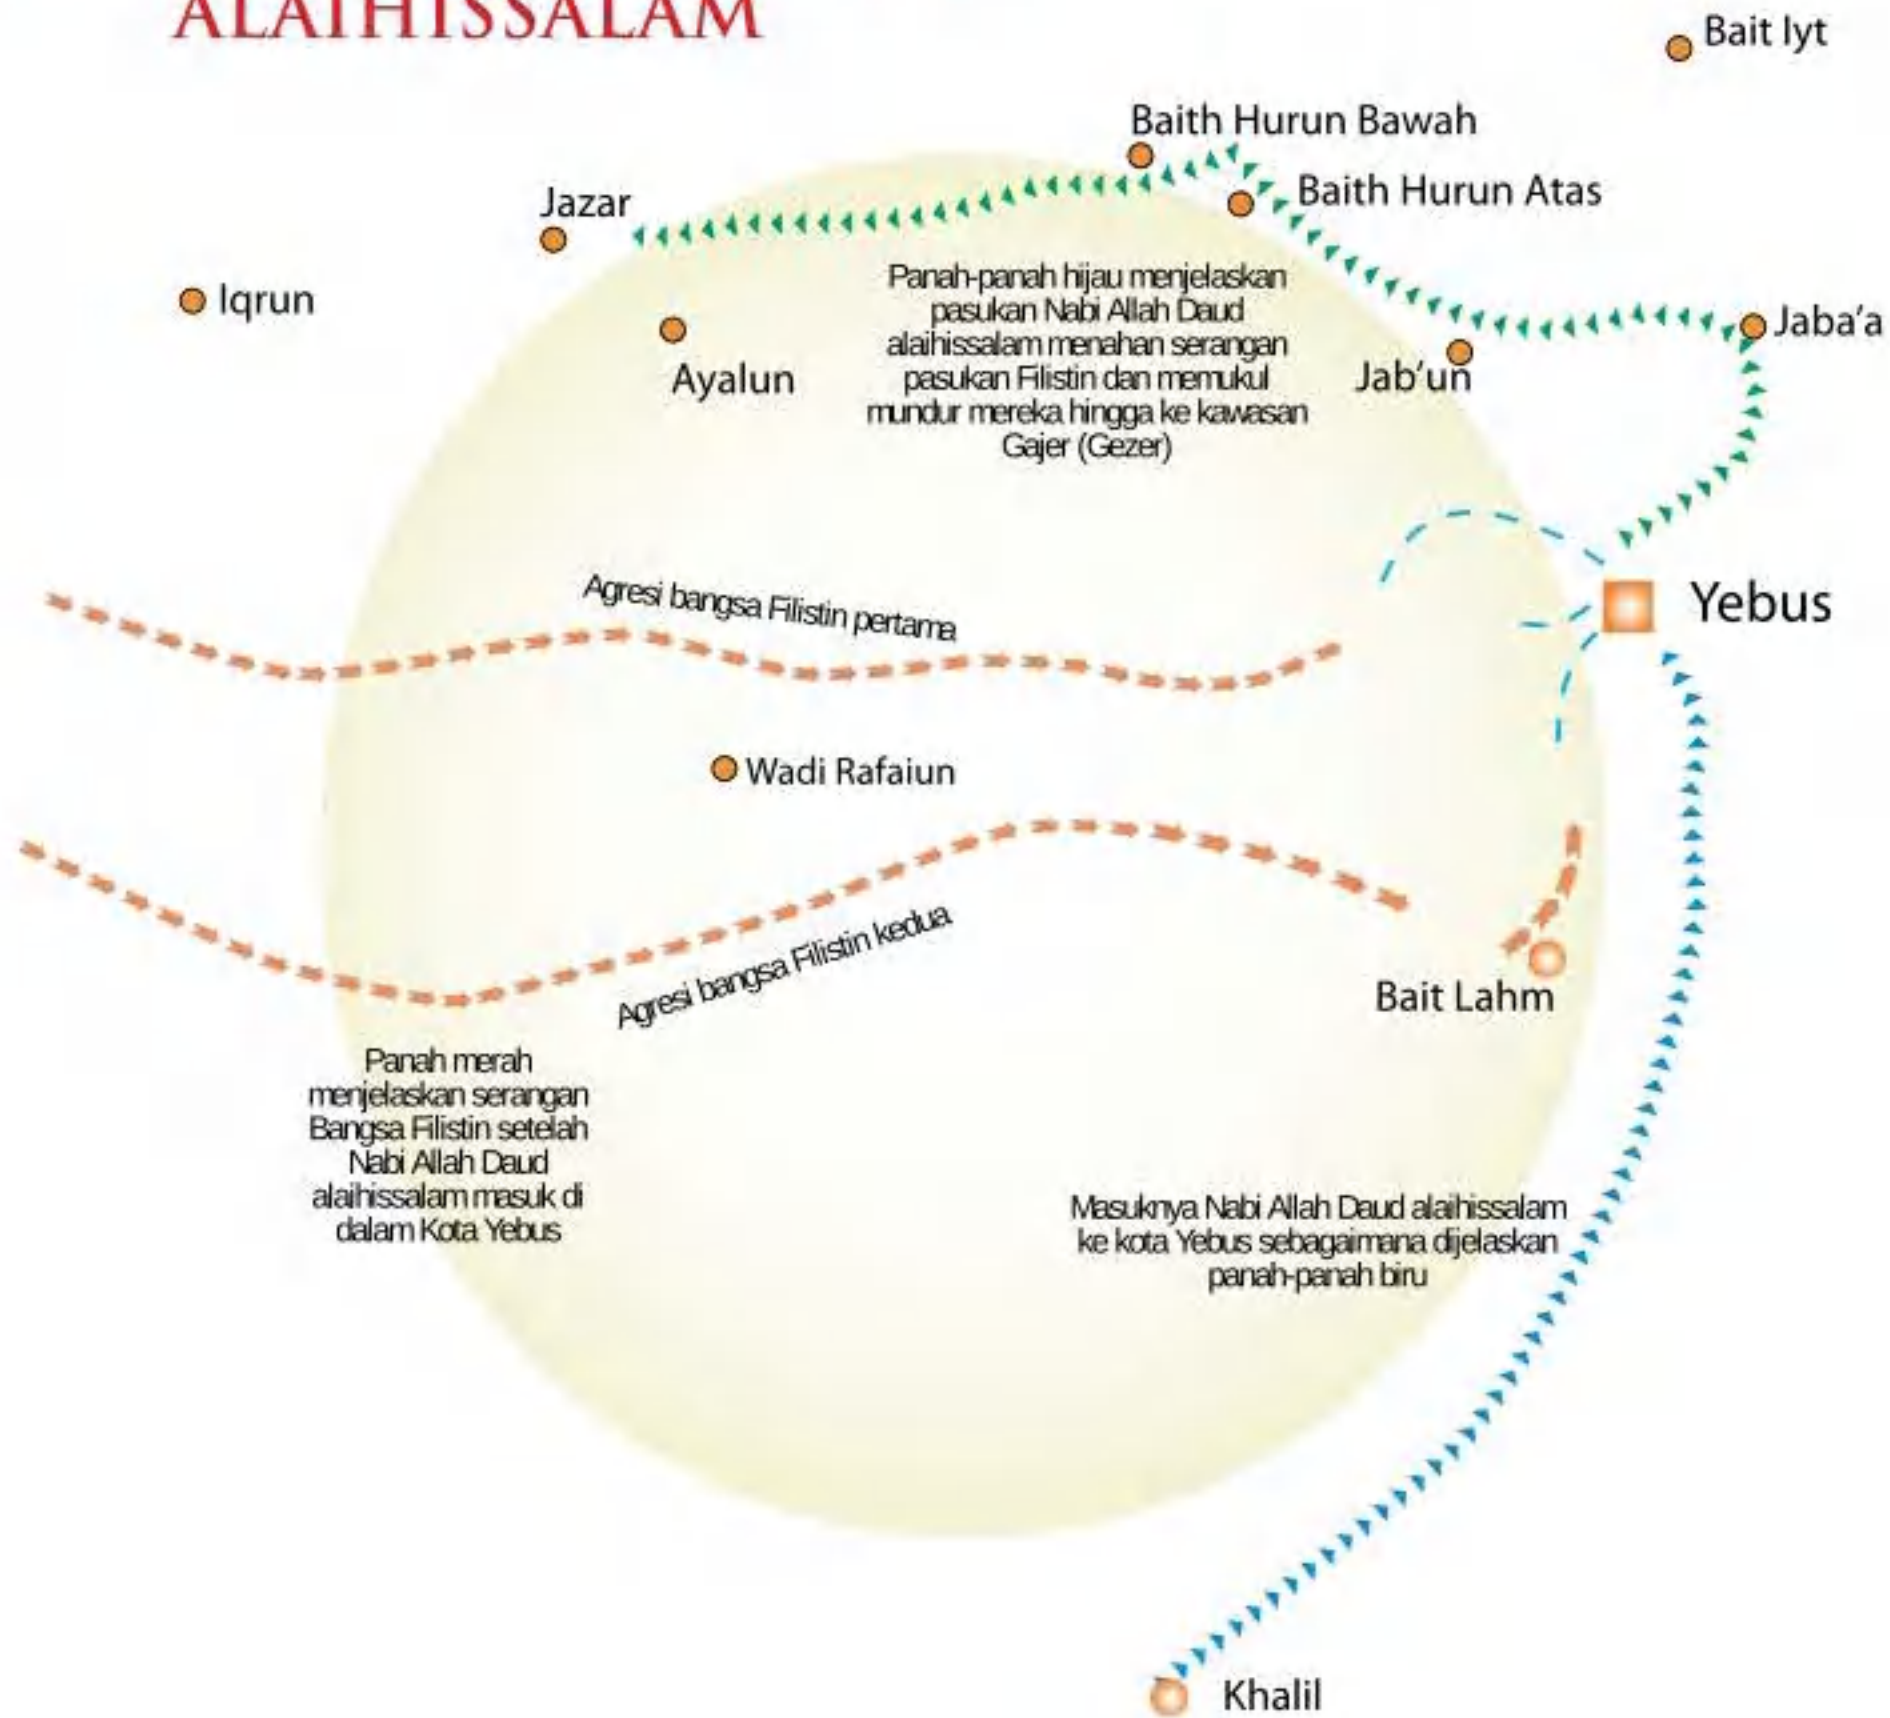 ALAIHISSALAM
Bait Iyt
Baith Hurun Bawah
Baith Hurun Atas
Jazar
Iqrun
Ayalun
Panah-panah hijau menjelaskan
pasukan Nabi Allah Daud
alaihissalam menahan serangan
pasukan Filistin dan memukul
mundur mereka hingga ke kawasan
Gajer (Gezer)
Jab'un
Jaba'a
Agresi bangsa Filistin pertama
Yebus
Wadi Rafaiun
Agresi bangsa Filistin kedua
Bait Lahm
Panah merah
menjelaskan serangan
Bangsa Filistin setelah
Nabi Allah Daud
alaihissalam masuk di
dalam Kota Yebus
Masuknya Nabi Allah Daud alaihissalam
ke kota Yebus sebagaimana dijelaskan
panah-panah biru
Khalil